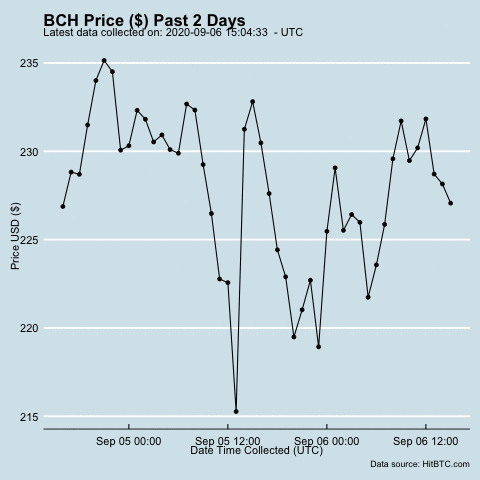 BCH Price ($) Past 2 Days
Latest data collected on: 2020-09-06 15:04:33 - UTC
235
230
225
220
215
Price USD ($)
Sep 05 00:00 Sep 05 12:00 Sep 06 00:00 Sep 06 12:00
Date Time Collected (UTC)
Data source: HitBTC.com